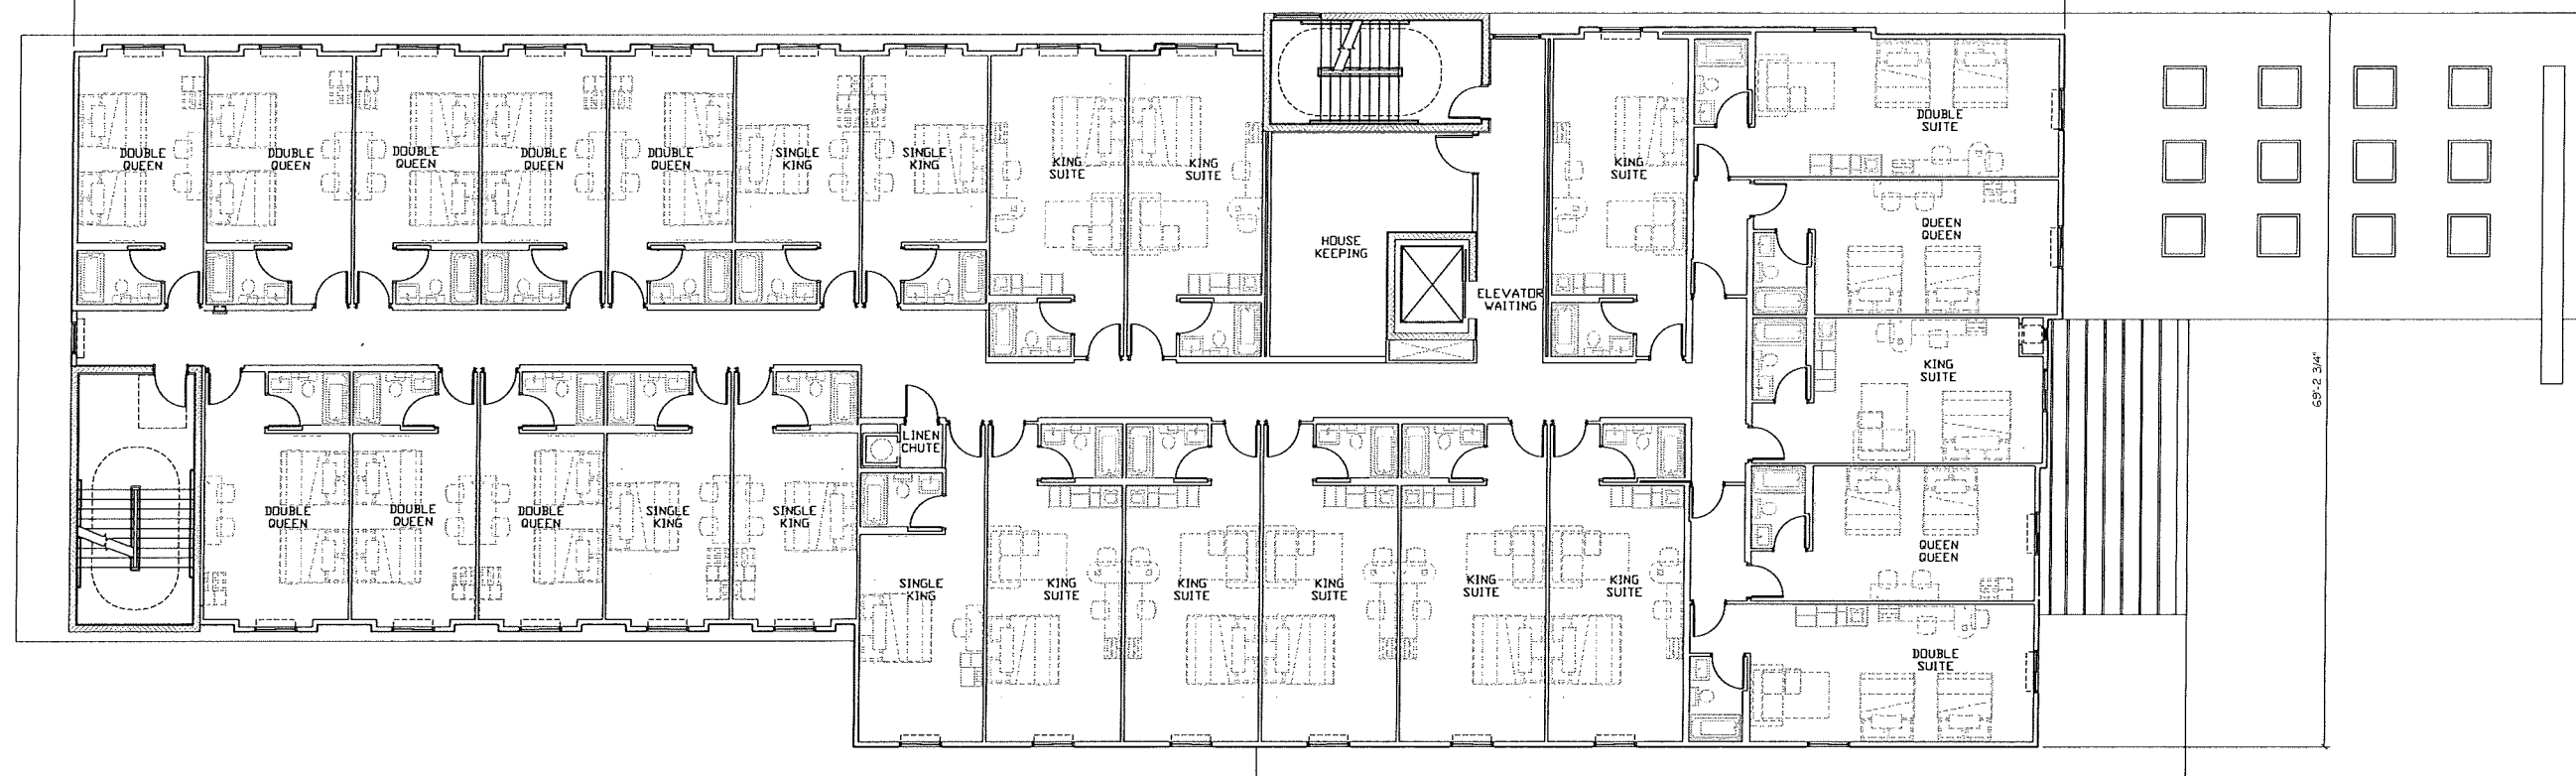 DOUBLE
QUEEN
DOUBLE
QUEEN
DOUBLE
QUEEN
DOUBLE
QUEEN
DOUBLE
QUEEN
SINGLE
KING
SINGLE
KING
KING
SUITE
KING
SUITE
HOUSE
KEEPING
ELEVATOR
WAITING
KING
SUITE
DOUBLE
SUITE
QUEEN
QUEEN
KING
SUITE
QUEEN
QUEEN
DOUBLE
SUITE
69'-2 3/4"
DOUBLE
QUEEN
DOUBLE
QUEEN
DOUBLE
QUEEN
SINGLE
KING
SINGLE
KING
LINEN
CHUTE
SINGLE
KING
KING
SUITE
KING
SUITE
KING
SUITE
KING
SUITE
KING
SUITE